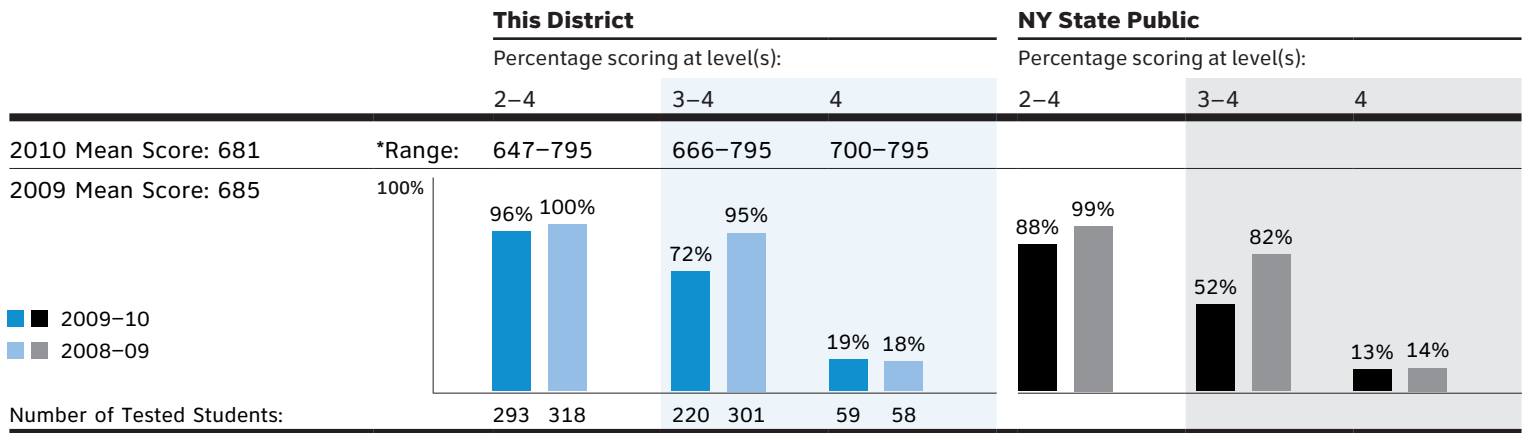 This District NY State Public
Percentage scoring at level(s): Percentage scoring at level(s):
2–4 3–4 4 2–4 3–4 4
2010 Mean Score: 681 *Range: 647–795 666–795 700–795
2009 Mean Score: 685 100%
96% 100% 72% 95% 19% 18% 88% 99% 52% 82% 13% 14%
2009–10
2008–09
Number of Tested Students: 293 318 220 301 59 58